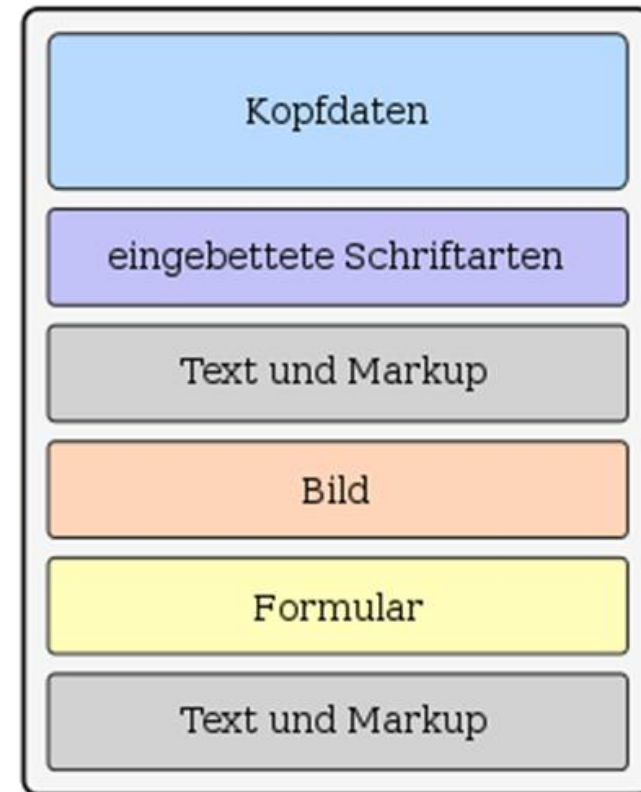 Kopfdaten
eingebettete Schriftarten
Text und Markup
Bild
Formular
Text und Markup